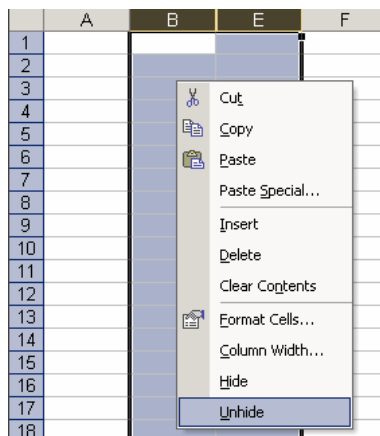 A B E F
1
2
3
Cut
4
5
Copy
6
Paste
7
Paste Special...
8
9
Insert
10
Delete
11
Clear Contents
12
13
Format Cells...
14
Column Width...
15
16
Hide
17
Unhide
18